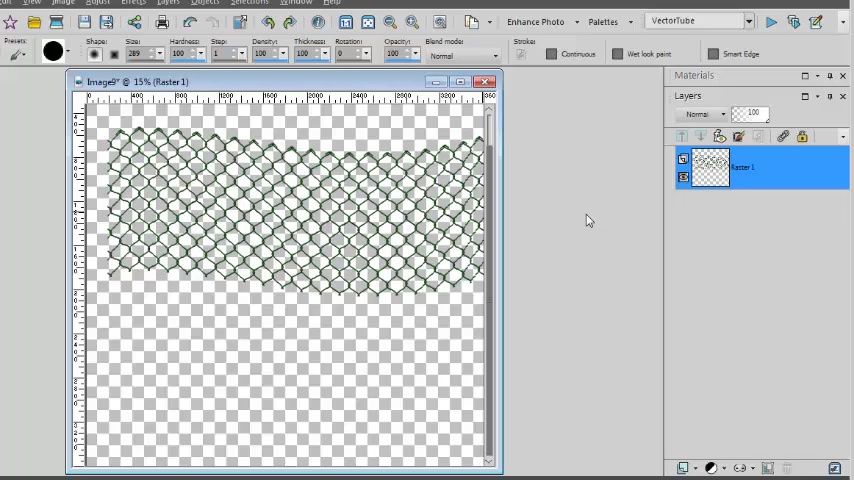 View Image Adjust Effects Layers Objects Selections Window Help
Enhance Photo Palettes VectorTube
Presets: Shape: Size: Hardness: Step: Density: Thickness: Rotation: Opacity: Blend mode: Stroke:
289 100 1 100 100 0 100 Normal Continuous Wet look paint Smart Edge
Image9* @ 15% (Raster 1)
Materials
0 400 800 1200 1600 2000 2400 2800 3200 360
Layers
Normal 100
Raster 1